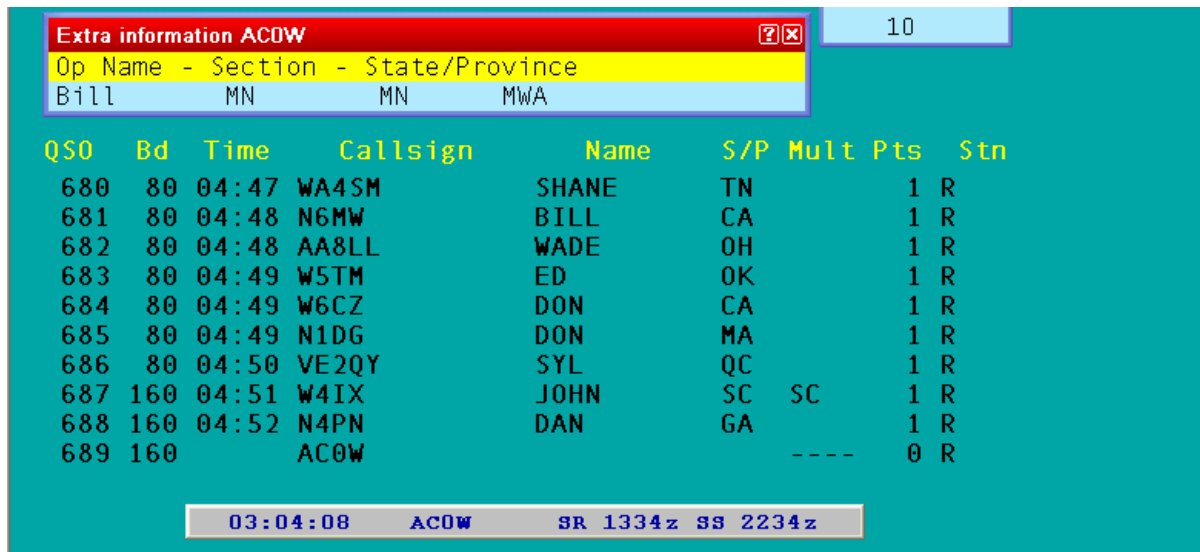 Extra information AC0W
10
Op Name - Section - State/Province
Bill MN MN MWA
QSO Bd Time Callsign Name S/P Mult Pts Stn
680 80 04:47 WA4SM SHANE TN 1 R
681 80 04:48 N6MW BILL CA 1 R
682 80 04:48 AA8LL WADE OH 1 R
683 80 04:49 W5TM ED OK 1 R
684 80 04:49 W6CZ DON CA 1 R
685 80 04:49 N1DG DON MA 1 R
686 80 04:50 VE2QY SYL QC 1 R
687 160 04:51 W4IX JOHN SC SC 1 R
688 160 04:52 N4PN DAN GA 1 R
689 160 AC0W ---- 0 R
03:04:08 AC0W SR 1334z SS 2234z